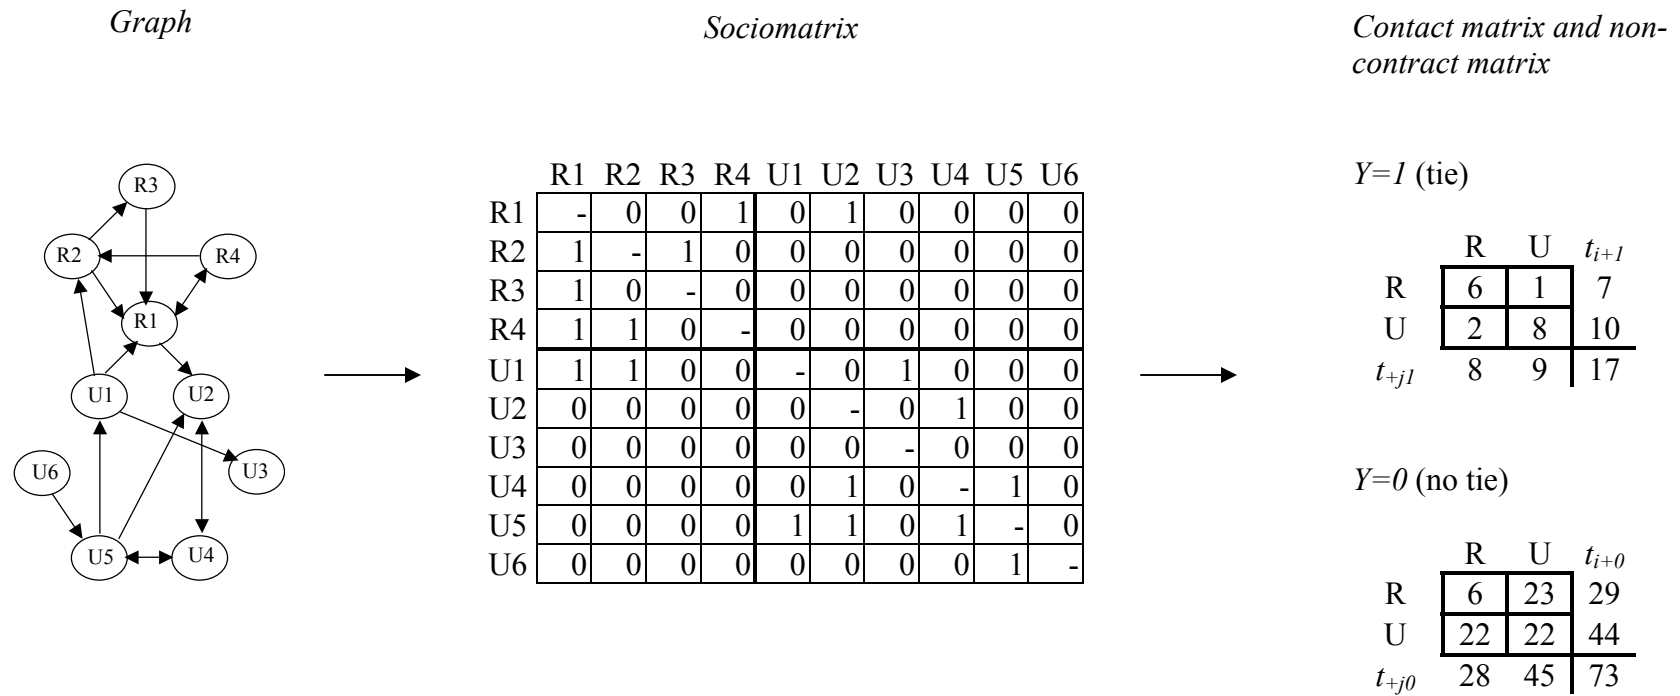 Graph
Sociomatrix
Contact matrix and non-
contract matrix
R3
R2
R4
R1
U1
U2
U6
U3
U5
U4
R1 R2 R3 R4 U1 U2 U3 U4 U5 U6
R1 - 0 0 1 0 1 0 0 0 0
R2 1 - 1 0 0 0 0 0 0 0
R3 1 0 - 0 0 0 0 0 0 0
R4 1 1 0 - 0 0 0 0 0 0
U1 1 1 0 0 - 0 1 0 0 0
U2 0 0 0 0 0 - 0 1 0 0
U3 0 0 0 0 0 0 - 0 0 0
U4 0 0 0 0 0 1 0 - 1 0
U5 0 0 0 0 1 1 0 1 - 0
U6 0 0 0 0 0 0 0 0 1 -
Y=1 (tie)
R U ti+1
R 6 1 7
U 2 8 10
t+j1 8 9 17
Y=0 (no tie)
R U ti+0
R 6 23 29
U 22 22 44
t+j0 28 45 73